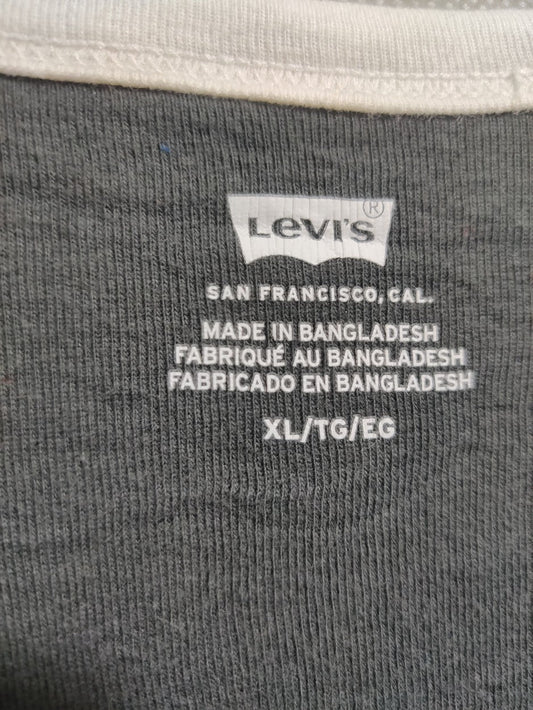 LEVI'S®
SAN FRANCISCO, CAL.
MADE IN BANGLADESH
FABRIQUÉ AU BANGLADESH
FABRICADO EN BANGLADESH
XL/TG/EG